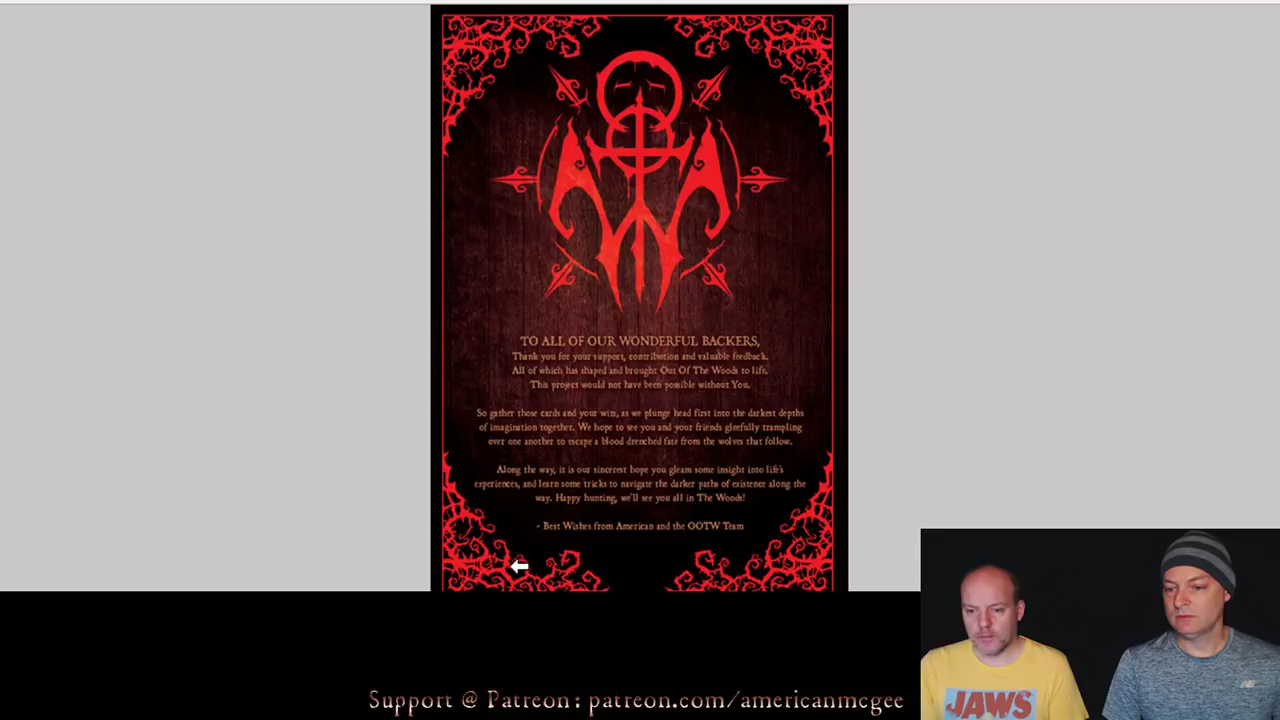 TO ALL OF OUR WONDERFUL BACKERS,
Thank you for your support, contribution and valuable feedback.
All of which has shaped and brought Out Of The Woods to life.
This project would not have been possible without You.
So gather those cards and your wits, as we plunge head first into the darkest depths
of imagination together. We hope to see you and your friends gleefully trampling
over one another to escape a blood drenched fate from the wolves that follow.
Along the way, it is our sincerest hope you gleam some insight into life's
experiences, and learn some tricks to navigate the darker paths of existence along the
way. Happy hunting, we'll see you all in The Woods!
- Best Wishes from American and the OOTW Team
JAWS
NB
Support @ Patreon: patreon.com/americanmcgee